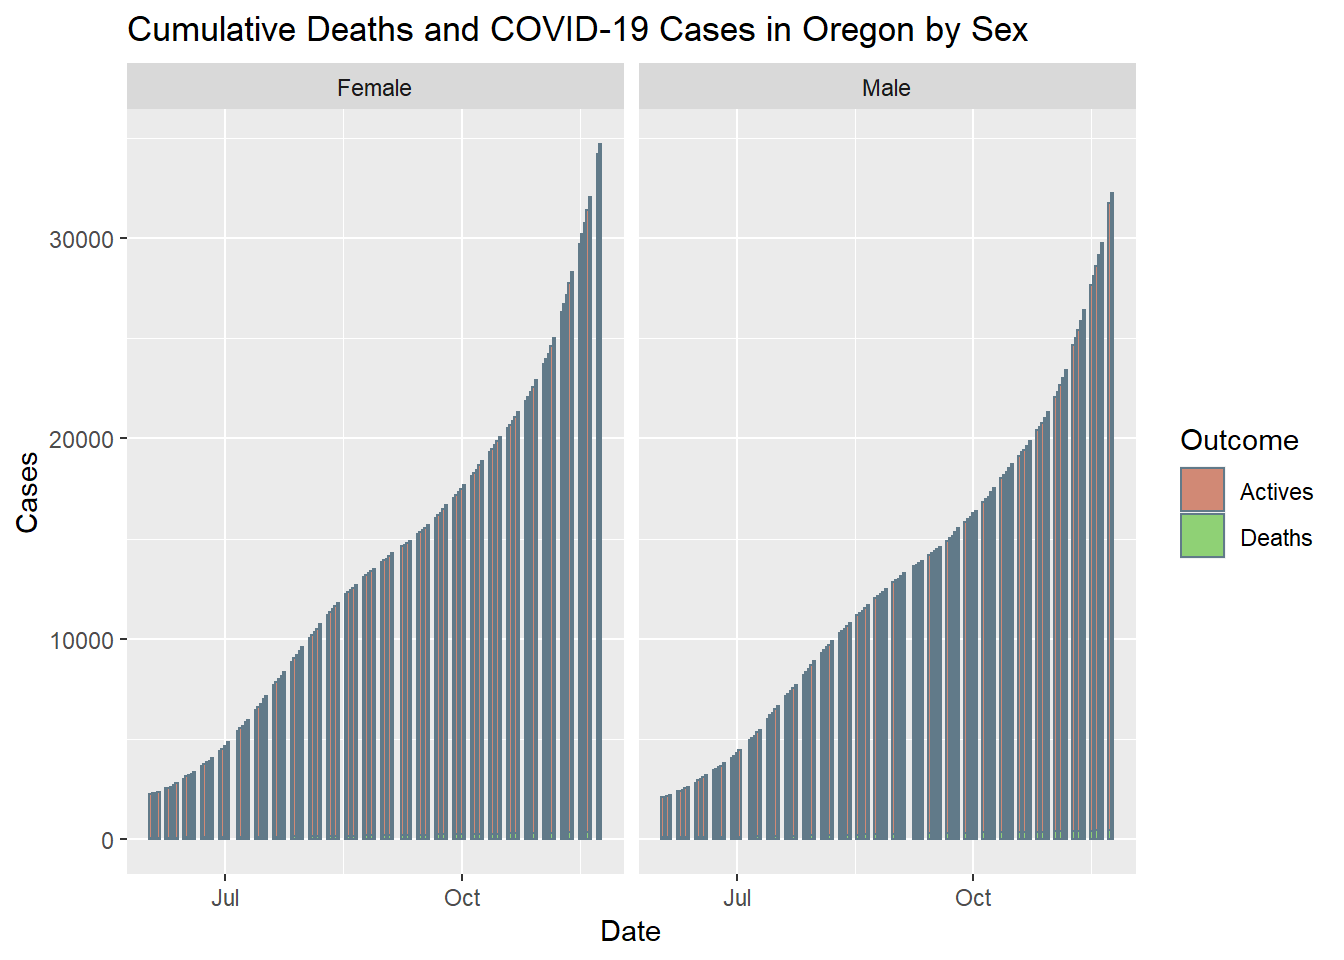 Cumulative Deaths and COVID-19 Cases in Oregon by Sex
Female
Male
30000
20000
10000
0
Cases
Jul
Oct
Jul
Oct
Date
Outcome
Actives
Deaths